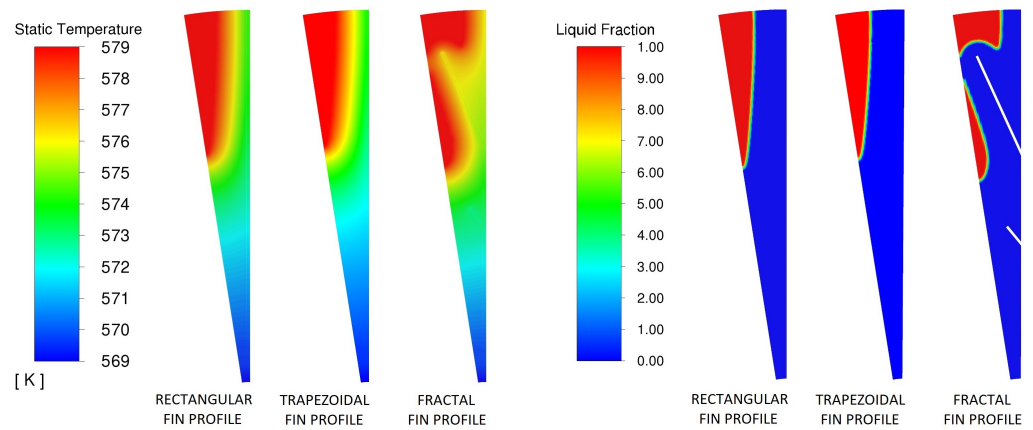 Static Temperature
579
578
577
576
575
574
573
572
571
570
569
[ K ]
RECTANGULAR
FIN PROFILE
TRAPEZOIDAL
FIN PROFILE
FRACTAL
FIN PROFILE
Liquid Fraction
1.00
9.00
8.00
7.00
6.00
5.00
4.00
3.00
2.00
1.00
0.00
RECTANGULAR
FIN PROFILE
TRAPEZOIDAL
FIN PROFILE
FRACTAL
FIN PROFILE